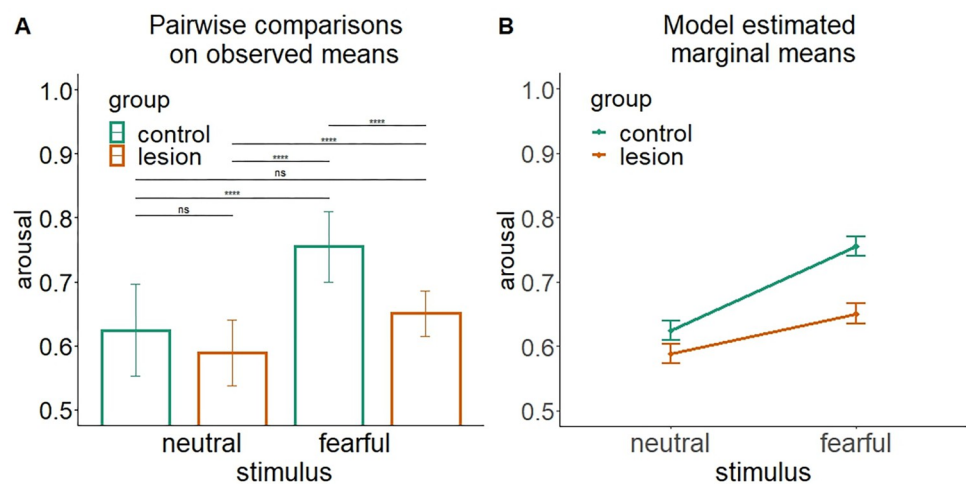 A
Pairwise comparisons
on observed means
1.0
0.9
0.8
0.7
0.6
0.5
arousal
group
control
lesion
****
****
****
ns
****
ns
neutral
fearful
stimulus
B
Model estimated
marginal means
1.0
0.9
0.8
0.7
0.6
0.5
arousal
group
control
lesion
neutral
fearful
stimulus